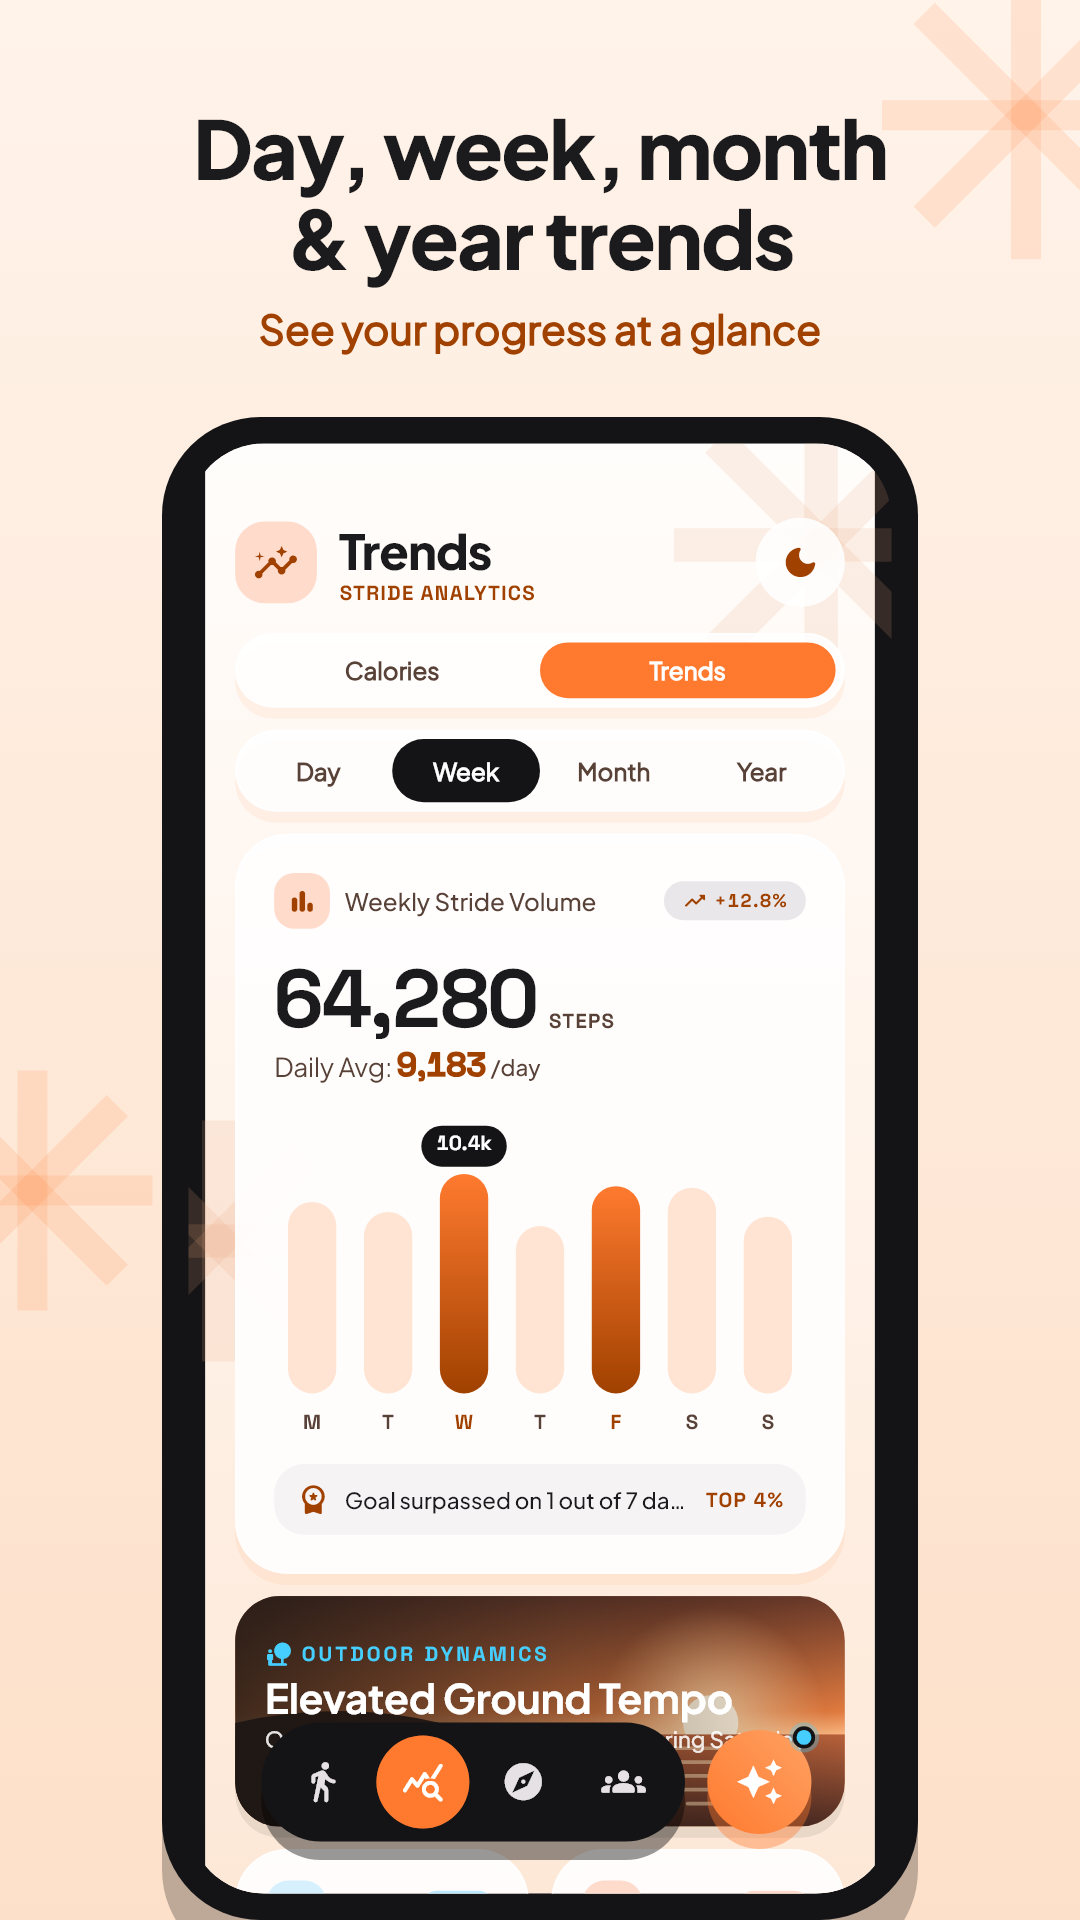 Day, week, month
& year trends
See your progress at a glance
Trends
STRIDE ANALYTICS
Calories
Trends
Day
Week
Month
Year
Weekly Stride Volume
+12.8%
64,280 STEPS
Daily Avg: 9,183 /day
10.4k
M T W T F S S
Goal surpassed on 1 out of 7 da...
TOP 4%
OUTDOOR DYNAMICS
Elevated Ground Tempo